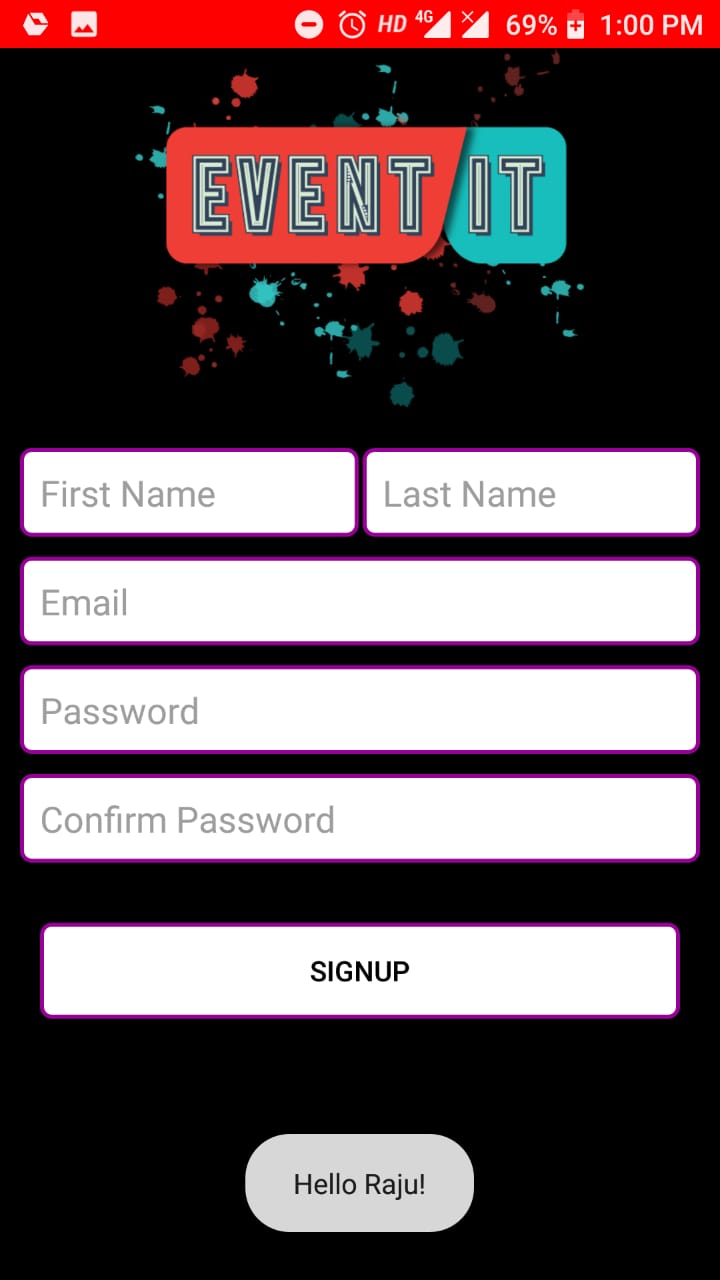 HD 4G 69% 1:00 PM
EVENT IT
First Name Last Name
Email
Password
Confirm Password
SIGNUP
Hello Raju!